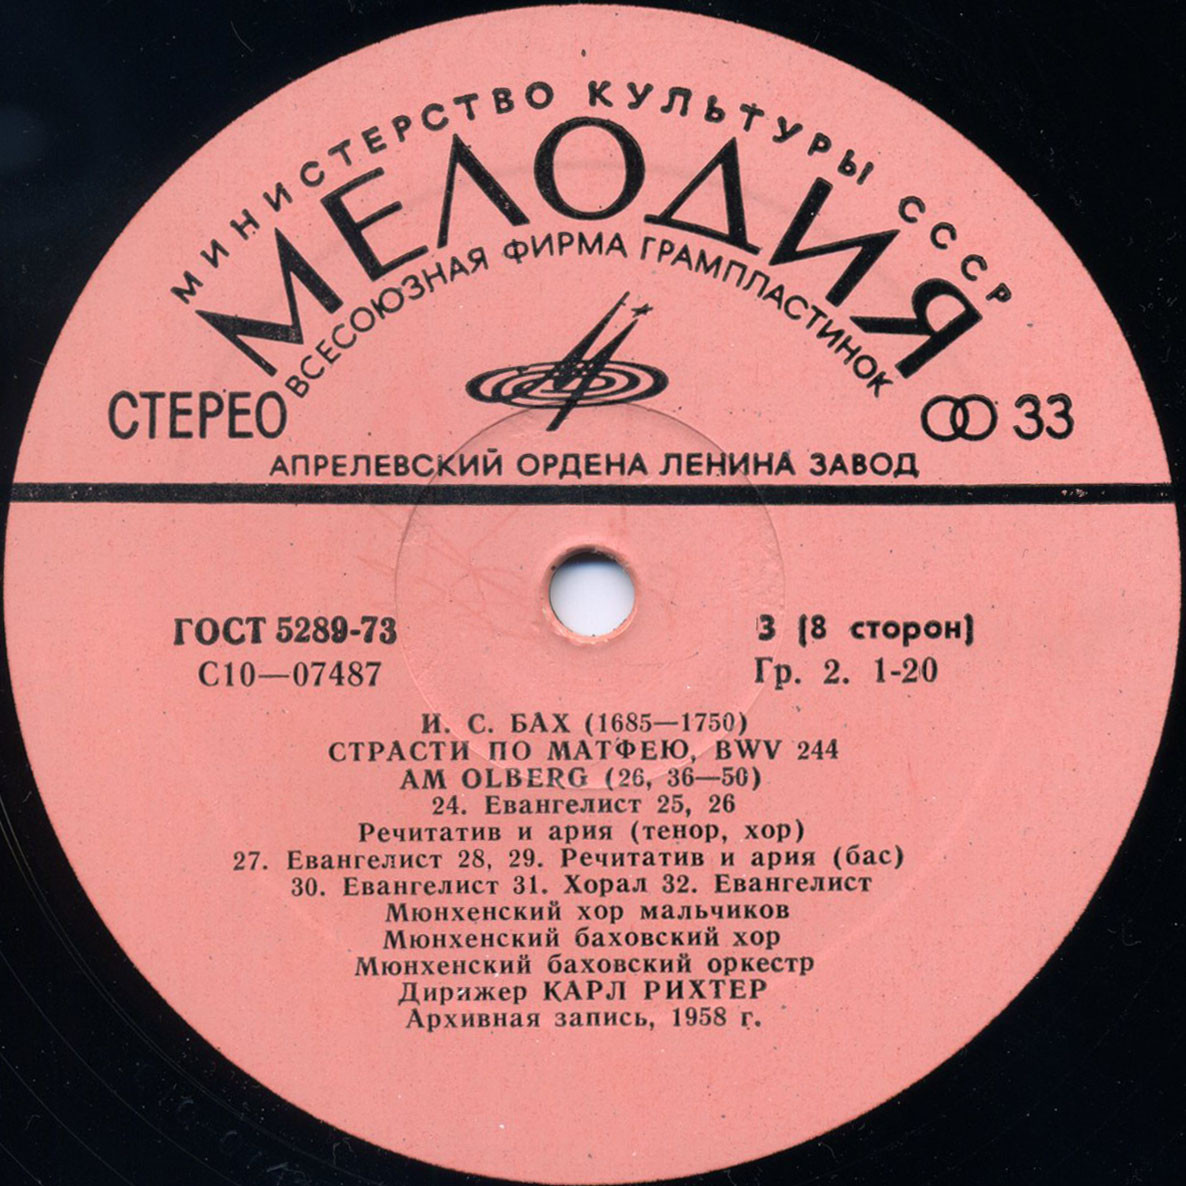 МИНИСТЕРСТВО КУЛЬТУРЫ СССР
МЕЛОДИЯ
ВСЕСОЮЗНАЯ ФИРМА ГРАМПЛАСТИНОК
СТЕРЕО
33
АПРЕЛЕВСКИЙ ОРДЕНА ЛЕНИНА ЗАВОД
ГОСТ 5289-73
3 (8 сторон)
С10—07487
Гр. 2. 1-20
И. С. БАХ (1685—1750)
СТРАСТИ ПО МАТФЕЮ, BWV 244
AM OLBERG (26, 36—50)
24. Евангелист 25, 26
Речитатив и ария (тенор, хор)
27. Евангелист 28, 29. Речитатив и ария (бас)
30. Евангелист 31. Хорал 32. Евангелист
Мюнхенский хор мальчиков
Мюнхенский баховский хор
Мюнхенский баховский оркестр
Дирижер КАРЛ РИХТЕР
Архивная запись, 1958 г.